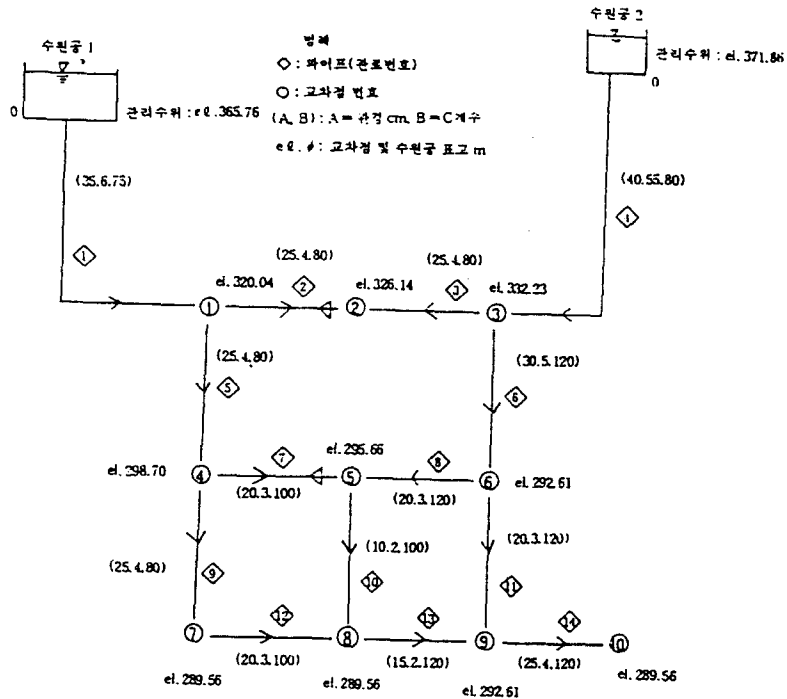 수원공 1
관리수위 : el.365.76
0
범례
◇ : 파이프(관로번호)
○ : 교차점 번호
(A, B) : A = 관경 cm, B = C계수
el. ∮ : 교차점 및 수원공 표고 m
수원공 2
관리수위 : el.371.86
0
(35.6.75)
(40.55.80)
1
4
(25.4.80)
(25.4.80)
el.320.04
2
el.326.14
3
el.332.23
1
2
3
(25.4.80)
5
(30.5.120)
6
el.298.70
7
el.295.66
8
4
5
6
el.292.61
(20.3.100)
(20.3.120)
(25.4.80)
9
(10.2.100)
10
(20.3.120)
11
12
13
14
7
8
9
10
(20.3.100)
(15.2.120)
(25.4.120)
el.289.56
el.289.56
el.292.61
el.289.56